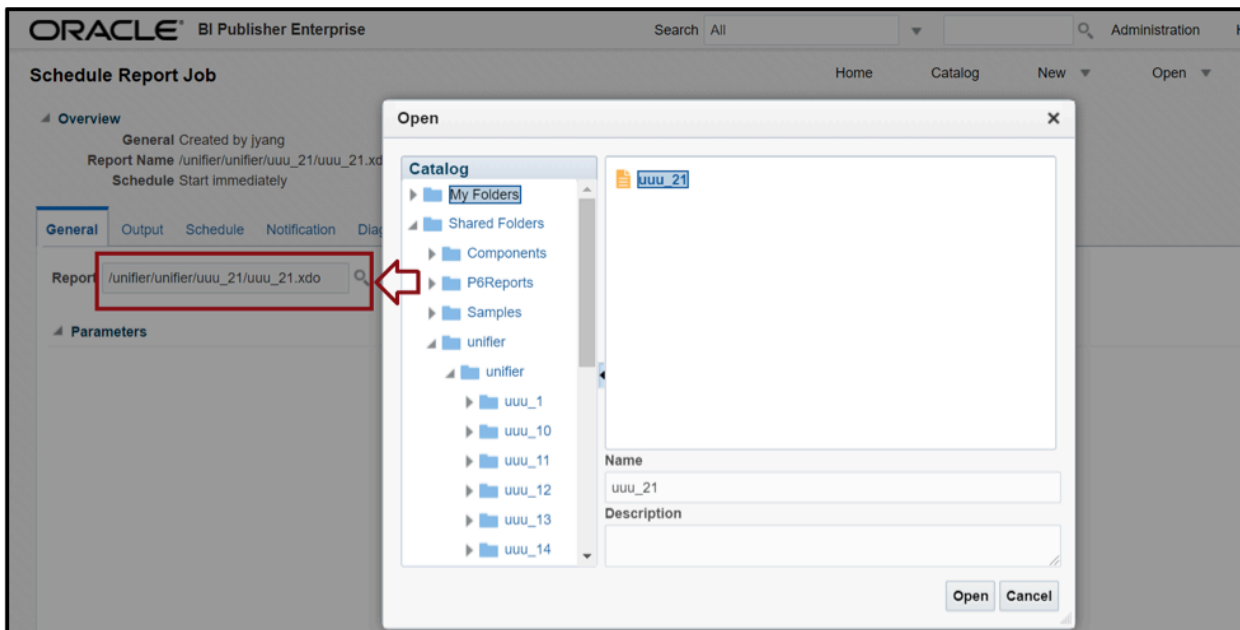 ORACLE® BI Publisher Enterprise Search All Administration
Schedule Report Job Home Catalog New Open
Overview
General Created by jyang
Report Name /unifier/unifier/uuu_21/uuu_21.xd
Schedule Start immediately
General Output Schedule Notification Diag
Report /unifier/unifier/uuu_21/uuu_21.xdo
Parameters
Open
Catalog
My Folders
Shared Folders
Components
P6Reports
Samples
unifier
unifier
uuu_1
uuu_10
uuu_11
uuu_12
uuu_13
uuu_14
uuu_21
Name
uuu_21
Description
Open Cancel